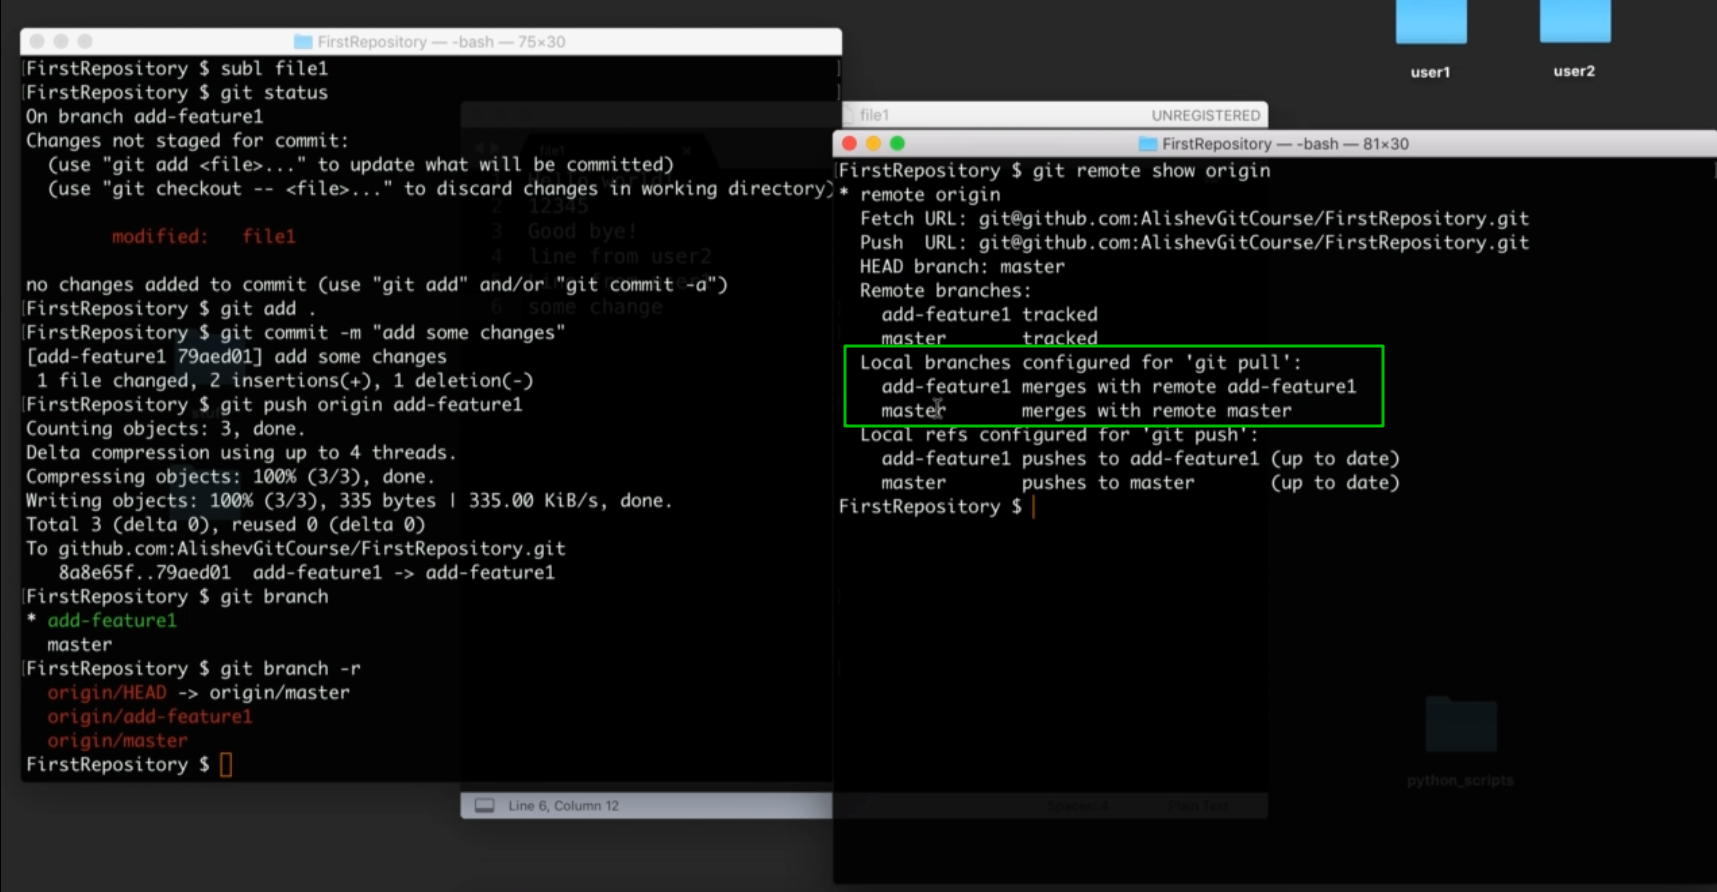 user1
user2
FirstRepository — -bash — 75×30
[FirstRepository $ subl file1
[FirstRepository $ git status
On branch add-feature1
Changes not staged for commit:
  (use "git add <file>..." to update what will be committed)
  (use "git checkout -- <file>..." to discard changes in working directory)
        modified:   file1
no changes added to commit (use "git add" and/or "git commit -a")
[FirstRepository $ git add .
[FirstRepository $ git commit -m "add some changes"
[add-feature1 79aed01] add some changes
 1 file changed, 2 insertions(+), 1 deletion(-)
[FirstRepository $ git push origin add-feature1
Counting objects: 3, done.
Delta compression using up to 4 threads.
Compressing objects: 100% (3/3), done.
Writing objects: 100% (3/3), 335 bytes | 335.00 KiB/s, done.
Total 3 (delta 0), reused 0 (delta 0)
To github.com:AlishevGitCourse/FirstRepository.git
   8a8e65f..79aed01  add-feature1 -> add-feature1
[FirstRepository $ git branch
* add-feature1
  master
[FirstRepository $ git branch -r
  origin/HEAD -> origin/master
  origin/add-feature1
  origin/master
FirstRepository $
file1
UNREGISTERED
file1
2 12345
3 Good bye!
4 line from user2
6 some change
Line 6, Column 12
Spaces: 4
Plain Text
FirstRepository — -bash — 81×30
[FirstRepository $ git remote show origin
* remote origin
  Fetch URL: git@github.com:AlishevGitCourse/FirstRepository.git
  Push  URL: git@github.com:AlishevGitCourse/FirstRepository.git
  HEAD branch: master
  Remote branches:
    add-feature1 tracked
    master       tracked
  Local branches configured for 'git pull':
    add-feature1 merges with remote add-feature1
    master       merges with remote master
  Local refs configured for 'git push':
    add-feature1 pushes to add-feature1 (up to date)
    master       pushes to master       (up to date)
FirstRepository $
python_scripts